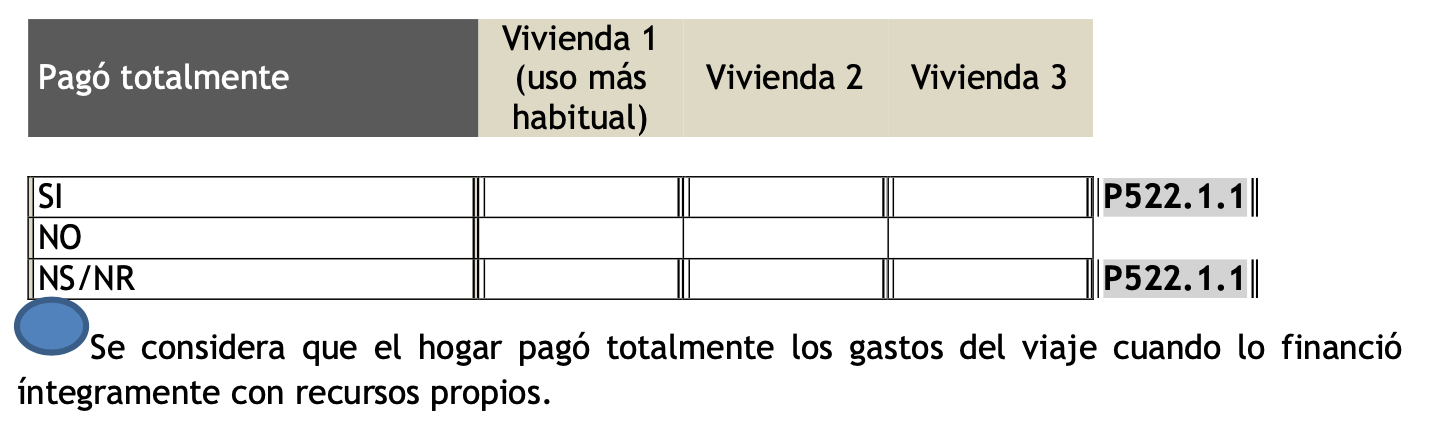 Pagó totalmente
Vivienda 1
(uso más
habitual)
Vivienda 2
Vivienda 3
SI
P522.1.1
NO
NS/NR
P522.1.1
Se considera que el hogar pagó totalmente los gastos del viaje cuando lo financió
íntegramente con recursos propios.